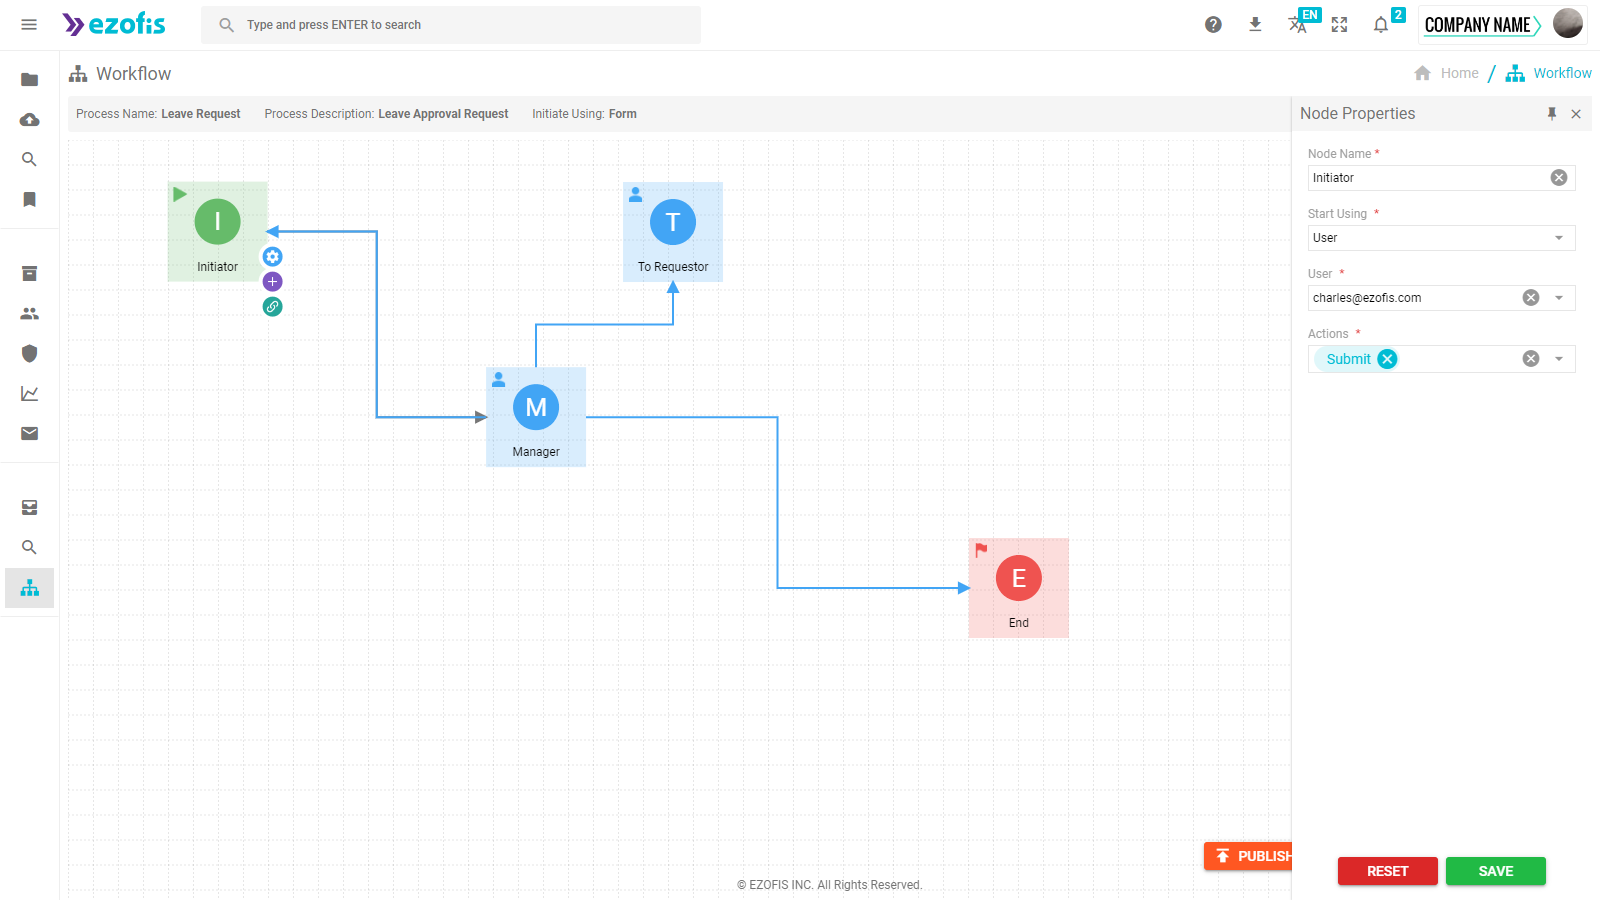 ezofis
Type and press ENTER to search
EN
2
COMPANY NAME
Workflow
Home / Workflow
Process Name: Leave Request Process Description: Leave Approval Request Initiate Using: Form
Node Properties
Node Name *
Initiator
Start Using *
User
User *
charles@ezofis.com
Actions *
Submit
I
Initiator
T
To Requestor
M
Manager
E
End
PUBLISH
RESET
SAVE
© EZOFIS INC. All Rights Reserved.